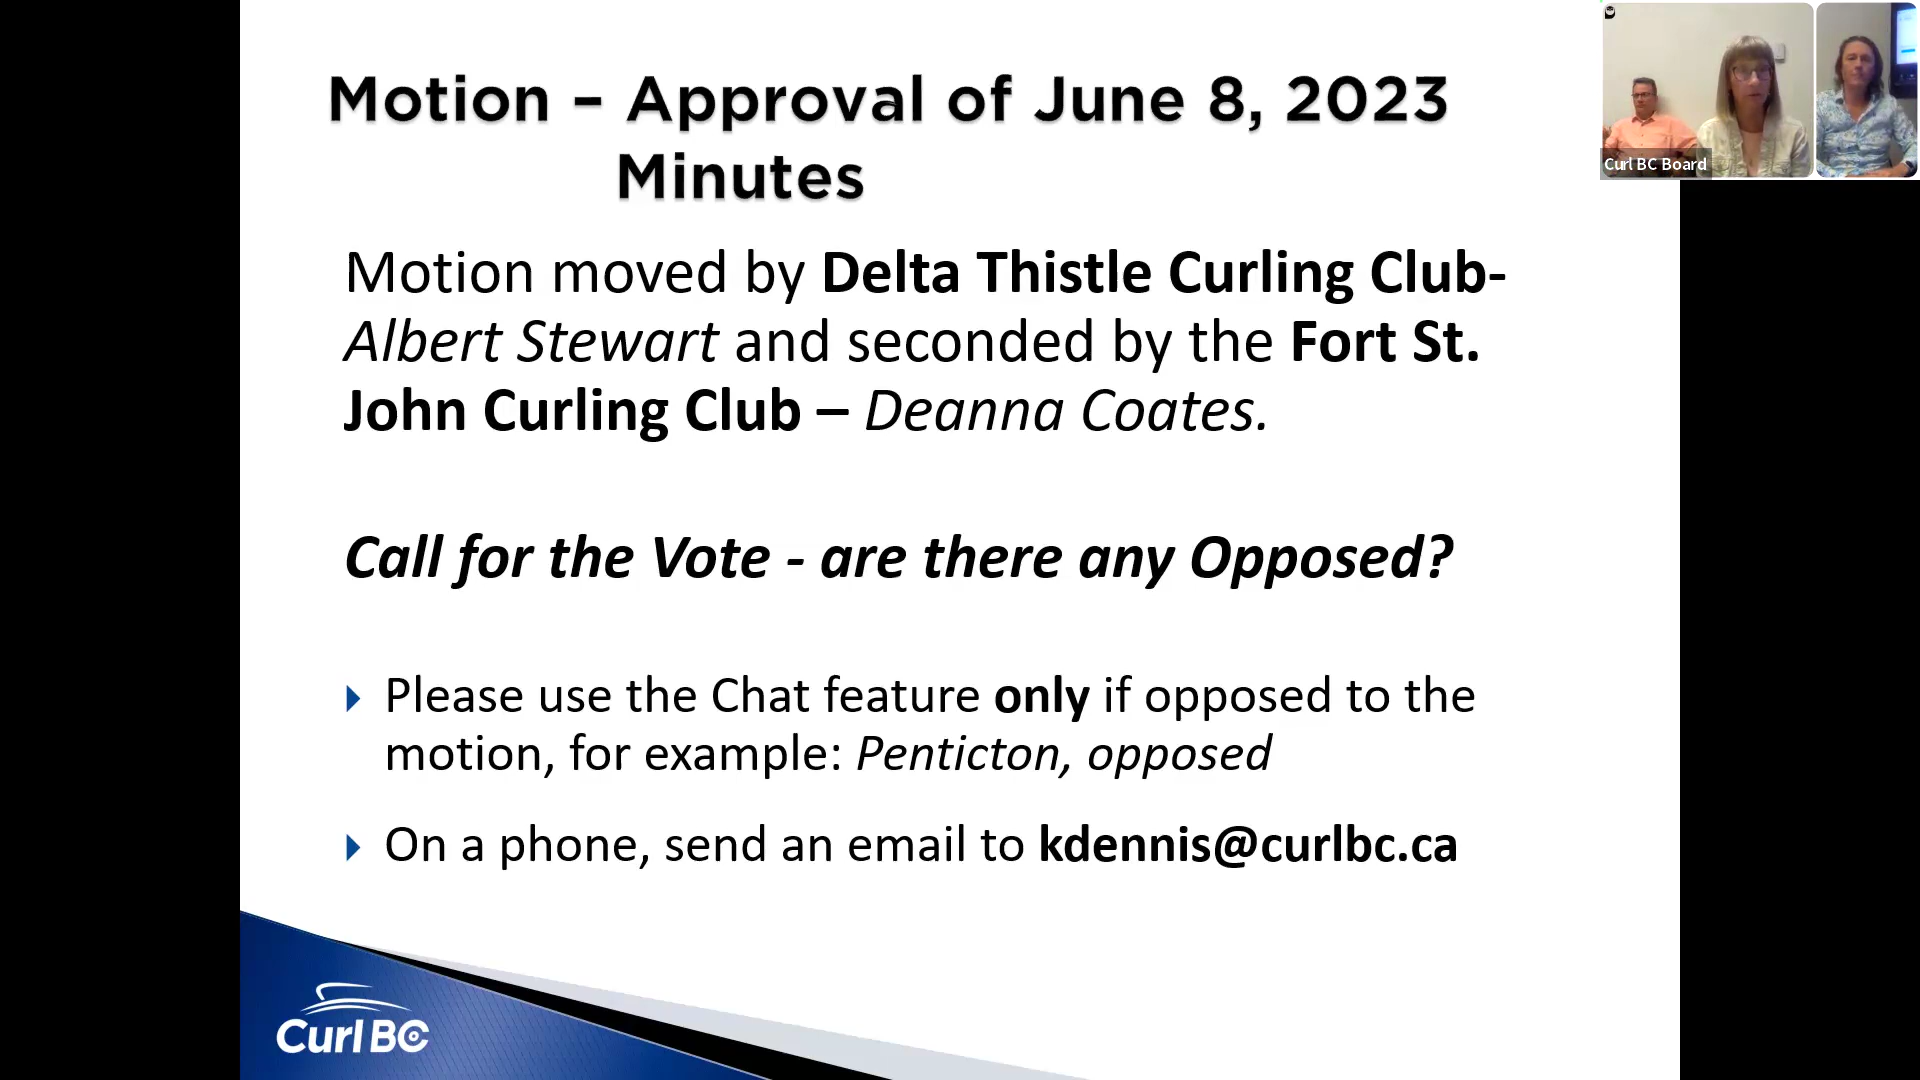 Motion – Approval of June 8, 2023
Minutes
Curl BC Board
Motion moved by Delta Thistle Curling Club-
Albert Stewart and seconded by the Fort St.
John Curling Club – Deanna Coates.
Call for the Vote - are there any Opposed?
Please use the Chat feature only if opposed to the
motion, for example: Penticton, opposed
On a phone, send an email to kdennis@curlbc.ca
Curl BC